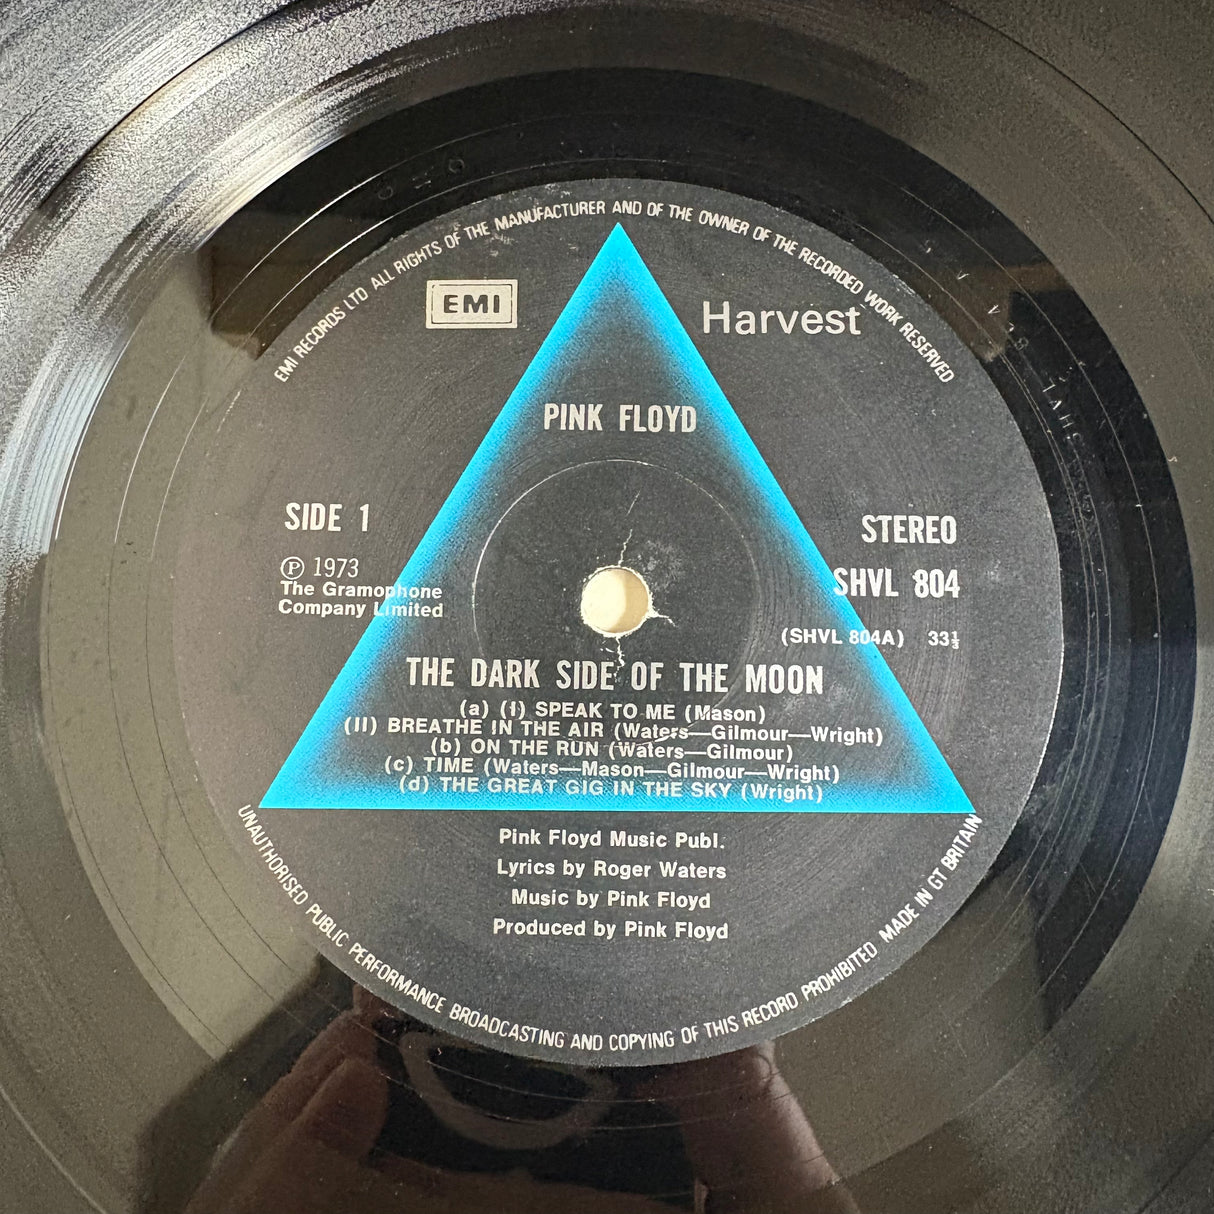 EMI RECORDS LTD ALL RIGHTS OF THE MANUFACTURER AND OF THE OWNER OF THE RECORDED WORK RESERVED
EMI
Harvest
PINK FLOYD
SIDE 1
STEREO
Ⓟ 1973
The Gramophone
Company Limited
SHVL 804
(SHVL 804A) 33⅓
THE DARK SIDE OF THE MOON
(a) (I) SPEAK TO ME (Mason)
(II) BREATHE IN THE AIR (Waters—Gilmour—Wright)
(b) ON THE RUN (Waters—Gilmour)
(c) TIME (Waters—Mason—Gilmour—Wright)
(d) THE GREAT GIG IN THE SKY (Wright)
Pink Floyd Music Publ.
Lyrics by Roger Waters
Music by Pink Floyd
Produced by Pink Floyd
UNAUTHORISED PUBLIC PERFORMANCE BROADCASTING AND COPYING OF THIS RECORD PROHIBITED MADE IN GT BRITAIN